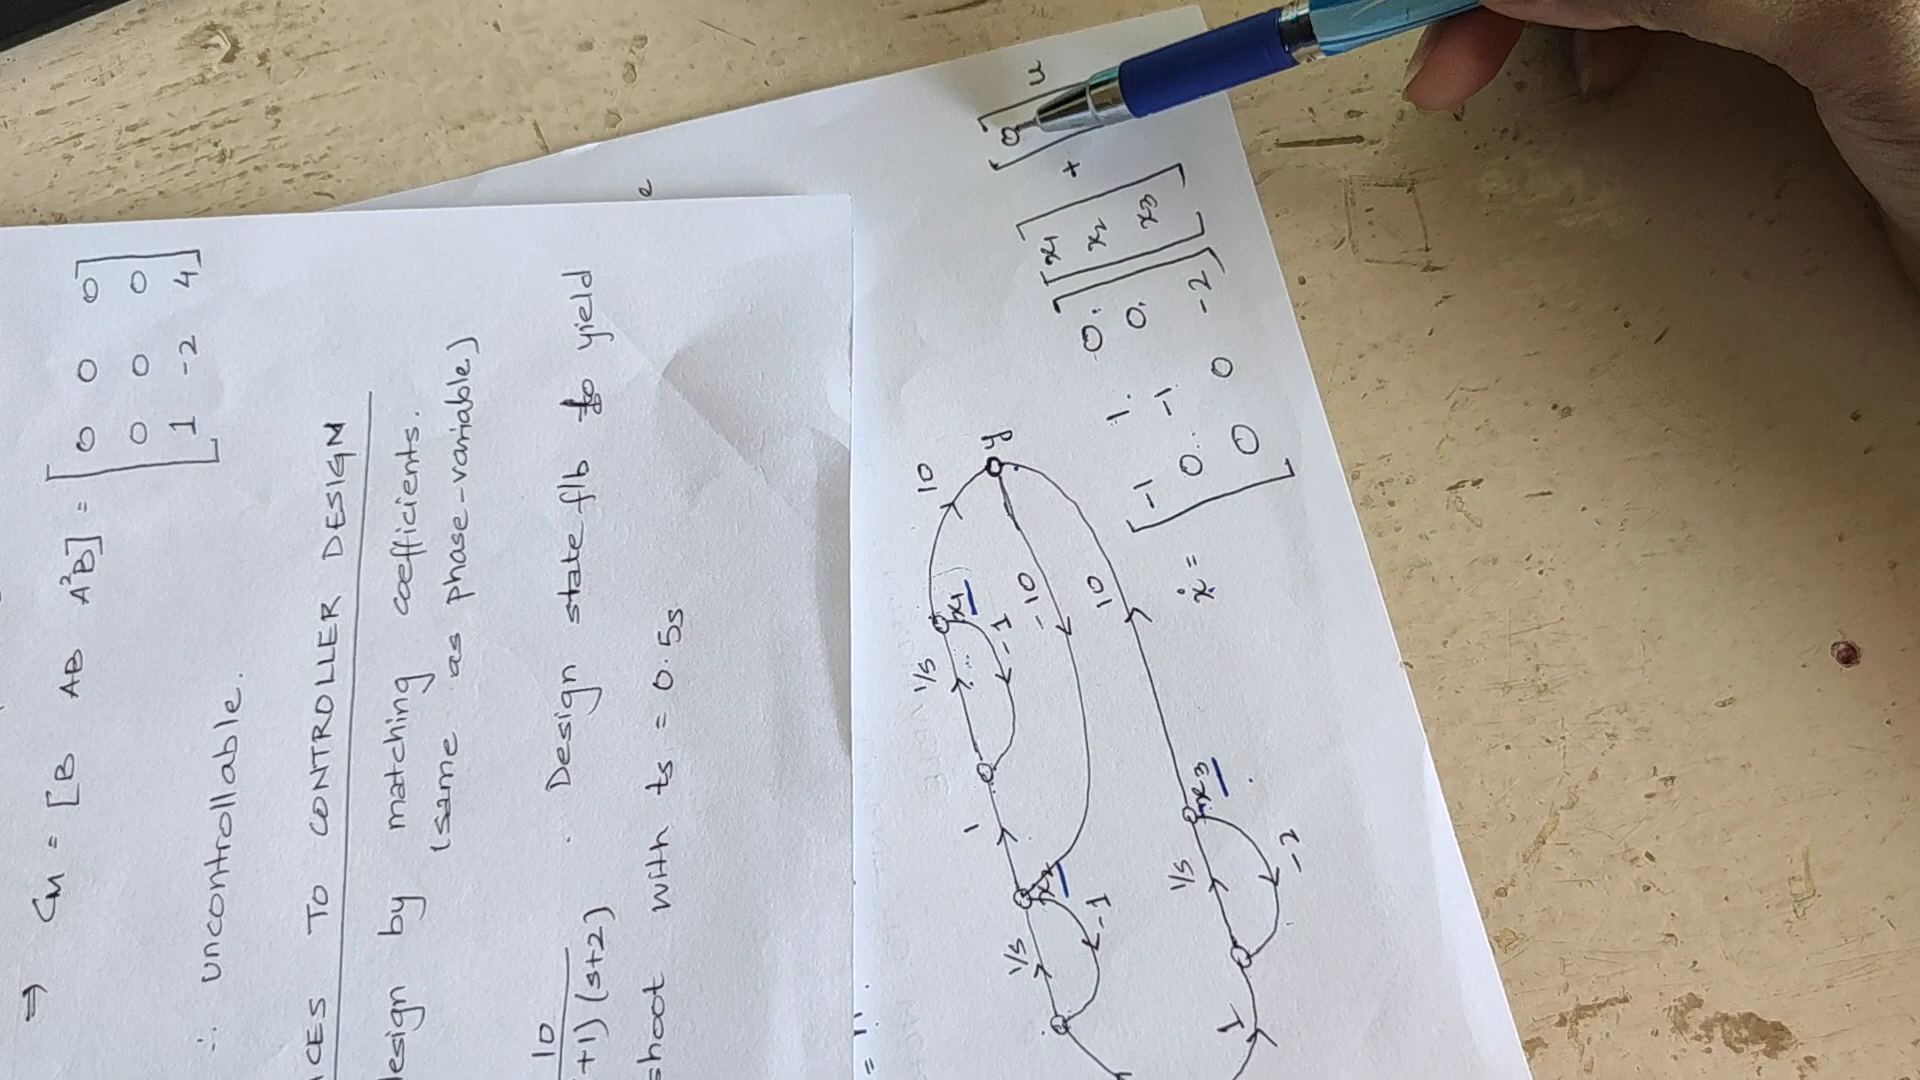 ⇒ CM = [B AB A²B] = [0 0 0
0 0 0
1 -2 4]
∴ uncontrollable.
TO CONTROLLER DESIGN
by matching coefficients.
(same as phase-variable)
10
+1)(s+2)
. Design state f/b to yield
shoot with ts = 0.5s
e
1/s 1 1/s 10
x2 x1 y
-1 -1
-10
10
1 1/s x3
-2
ẋ = [-1 1 0
0 -1 0
0 0 -2] [x1
x2
x3] + [0 ] u